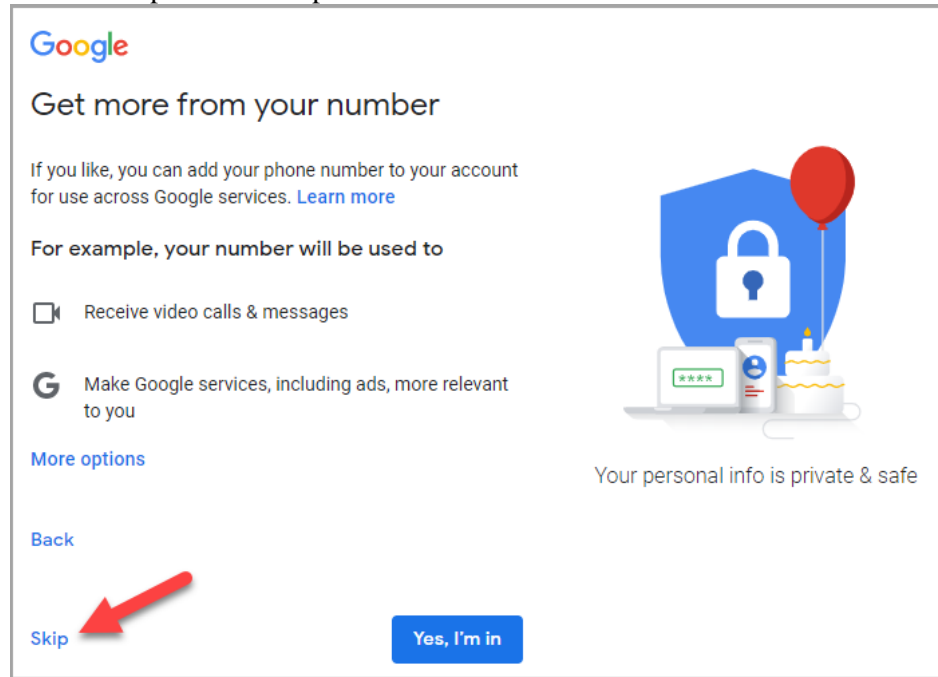 Google
Get more from your number
If you like, you can add your phone number to your account
for use across Google services. Learn more
For example, your number will be used to
Receive video calls & messages
G Make Google services, including ads, more relevant
to you
More options
****
Your personal info is private & safe
Back
Skip
Yes, I'm in